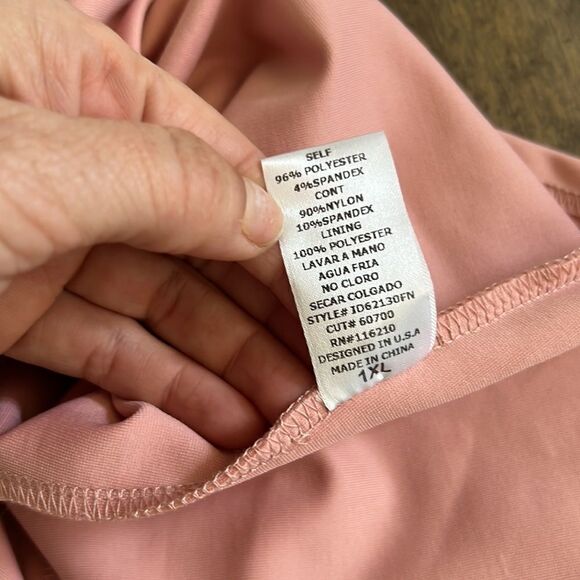 SELF
96% POLYESTER
4%SPANDEX
CONT
90%NYLON
10%SPANDEX
LINING
100% POLYESTER
LAVAR A MANO
AGUA FRIA
NO CLORO
SECAR COLGADO
STYLE# ID62130FN
CUT# 60700
RN#116210
DESIGNED IN U.S.A
MADE IN CHINA
1XL